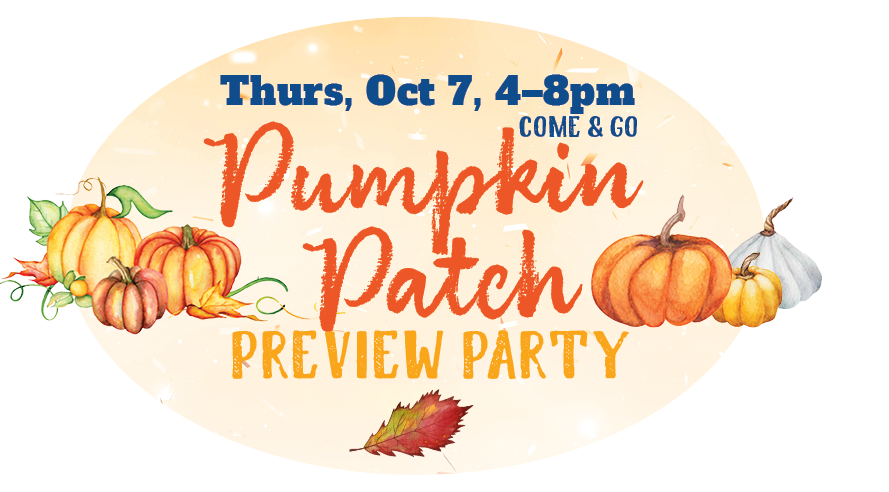 Thurs, Oct 7, 4–8pm
COME & GO
Pumpkin
Patch
PREVIEW PARTY